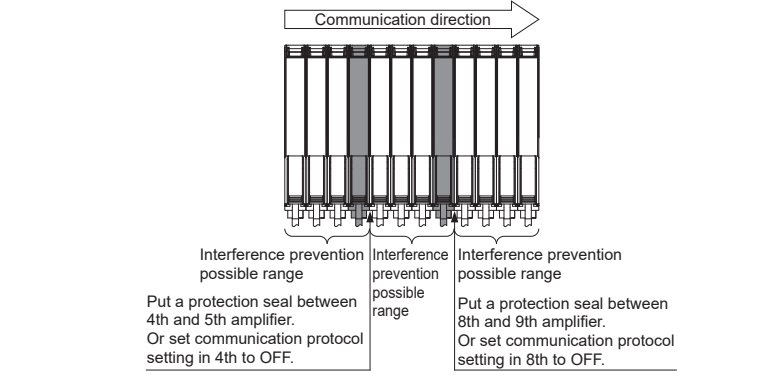 Communication direction
Interference prevention
possible range
Interference
prevention
possible
range
Interference prevention
possible range
Put a protection seal between
4th and 5th amplifier.
Or set communication protocol
setting in 4th to OFF.
Put a protection seal between
8th and 9th amplifier.
Or set communication protocol
setting in 8th to OFF.